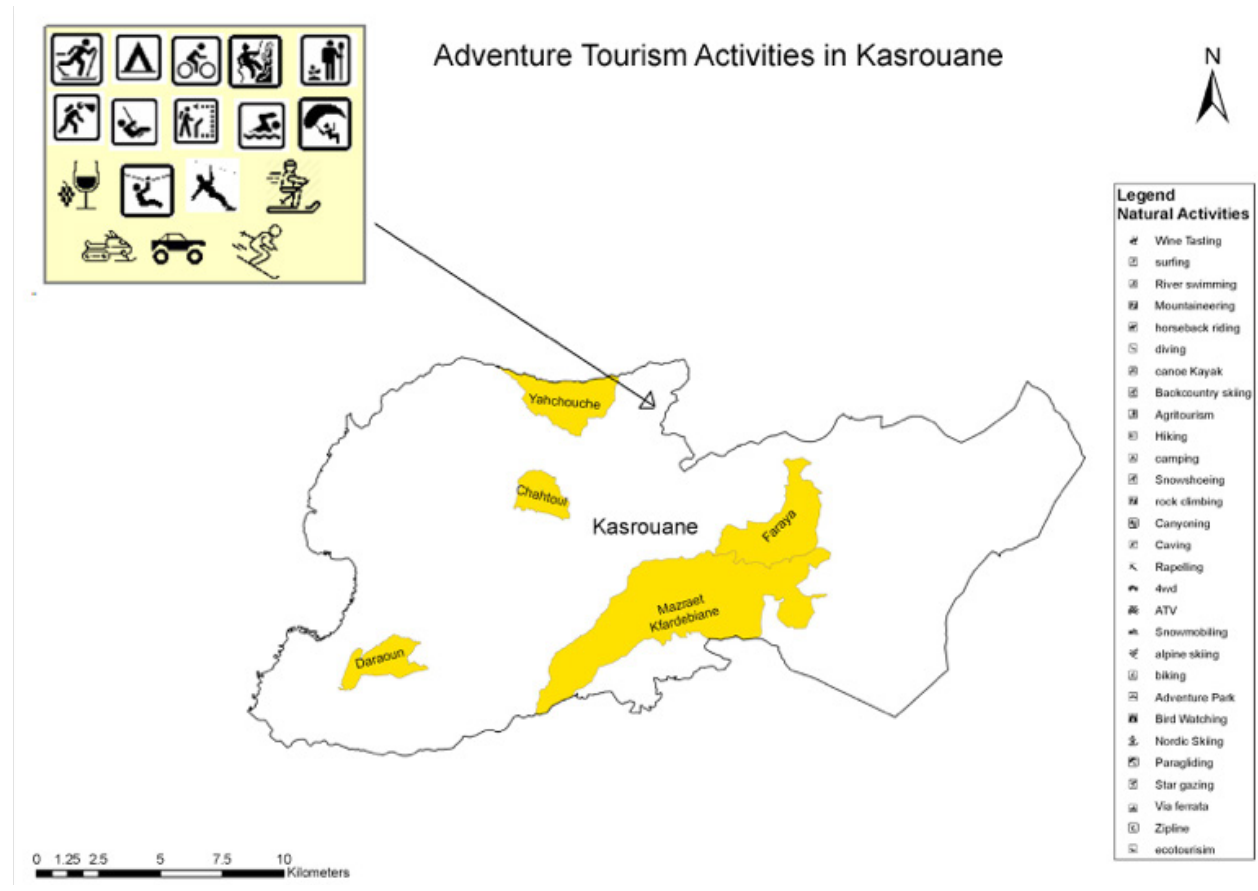 Adventure Tourism Activities in Kasrouane
N
Legend
Natural Activities
Wine Tasting
surfing
River swimming
Mountaineering
horseback riding
diving
canoe Kayak
Backcountry skiing
Agritourism
Hiking
camping
Snowshoeing
rock climbing
Canyoning
Caving
Rapelling
4wd
ATV
Snowmobiling
alpine skiing
biking
Adventure Park
Bird Watching
Nordic Skiing
Paragliding
Star gazing
Via ferrata
Zipline
ecotourisim
Yahchouche
Chahtoul
Kasrouane
Faraya
Mazraet
Kfardebiane
Daraoun
0 1.25 2.5 5 7.5 10
Kilometers